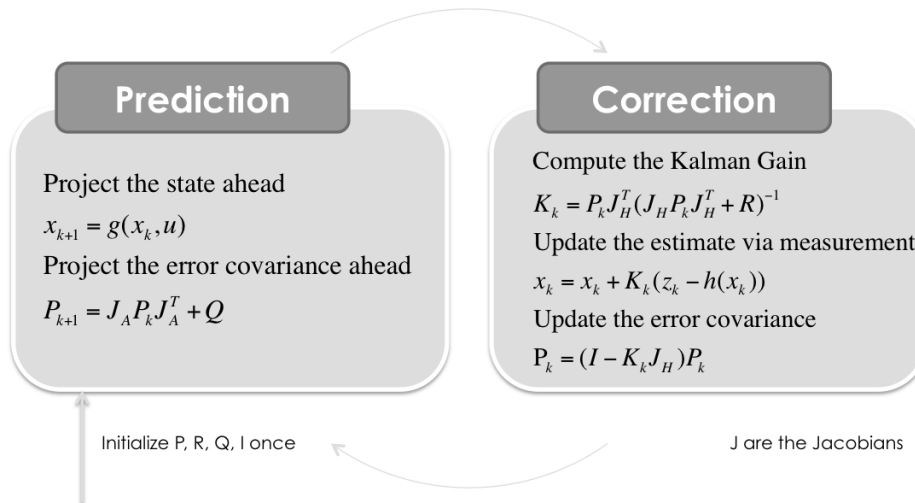 Prediction
Project the state ahead
x_{k+1} = g(x_k, u)
Project the error covariance ahead
P_{k+1} = J_A P_k J_A^T + Q
Initialize P, R, Q, I once
Correction
Compute the Kalman Gain
K_k = P_k J_H^T (J_H P_k J_H^T + R)^{-1}
Update the estimate via measurement
x_k = x_k + K_k (z_k − h(x_k))
Update the error covariance
P_k = (I − K_k J_H) P_k
J are the Jacobians